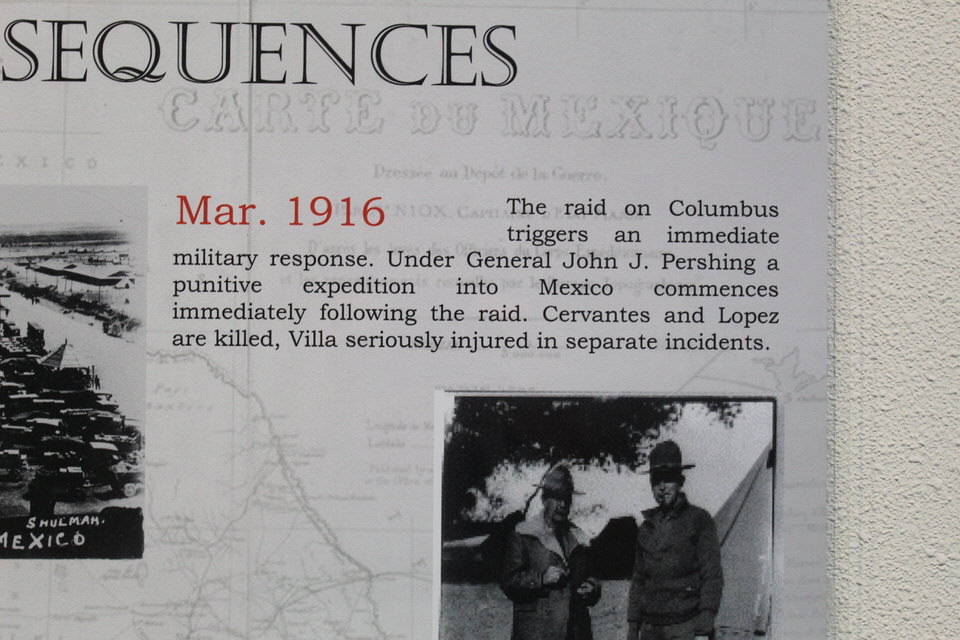 SEQUENCES
CARTE DU MEXIQUE
EXICO
Dressée au Dépôt de la Guerre,
Mar. 1916
The raid on Columbus
triggers an immediate
military response. Under General John J. Pershing a
punitive expedition into Mexico commences
immediately following the raid. Cervantes and Lopez
are killed, Villa seriously injured in separate incidents.
SHULMAN.
MEXICO